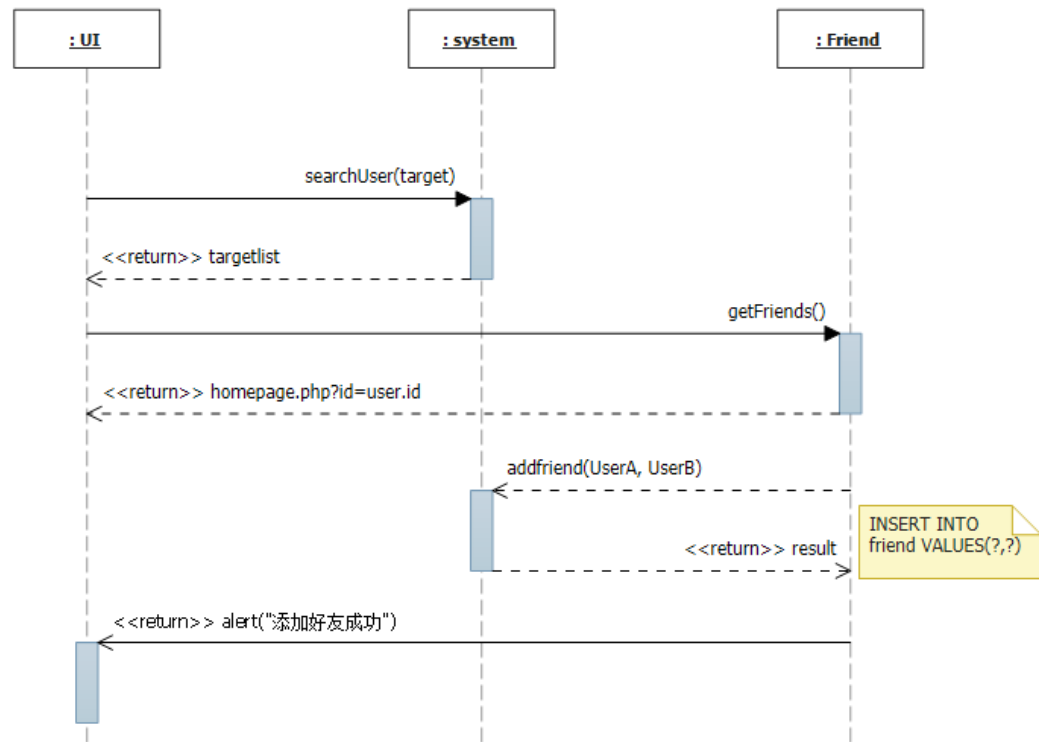 : UI
: system
: Friend
searchUser(target)
<<return>> targetlist
getFriends()
<<return>> homepage.php?id=user.id
addfriend(UserA, UserB)
INSERT INTO
friend VALUES(?,?)
<<return>> result
<<return>> alert("添加好友成功")